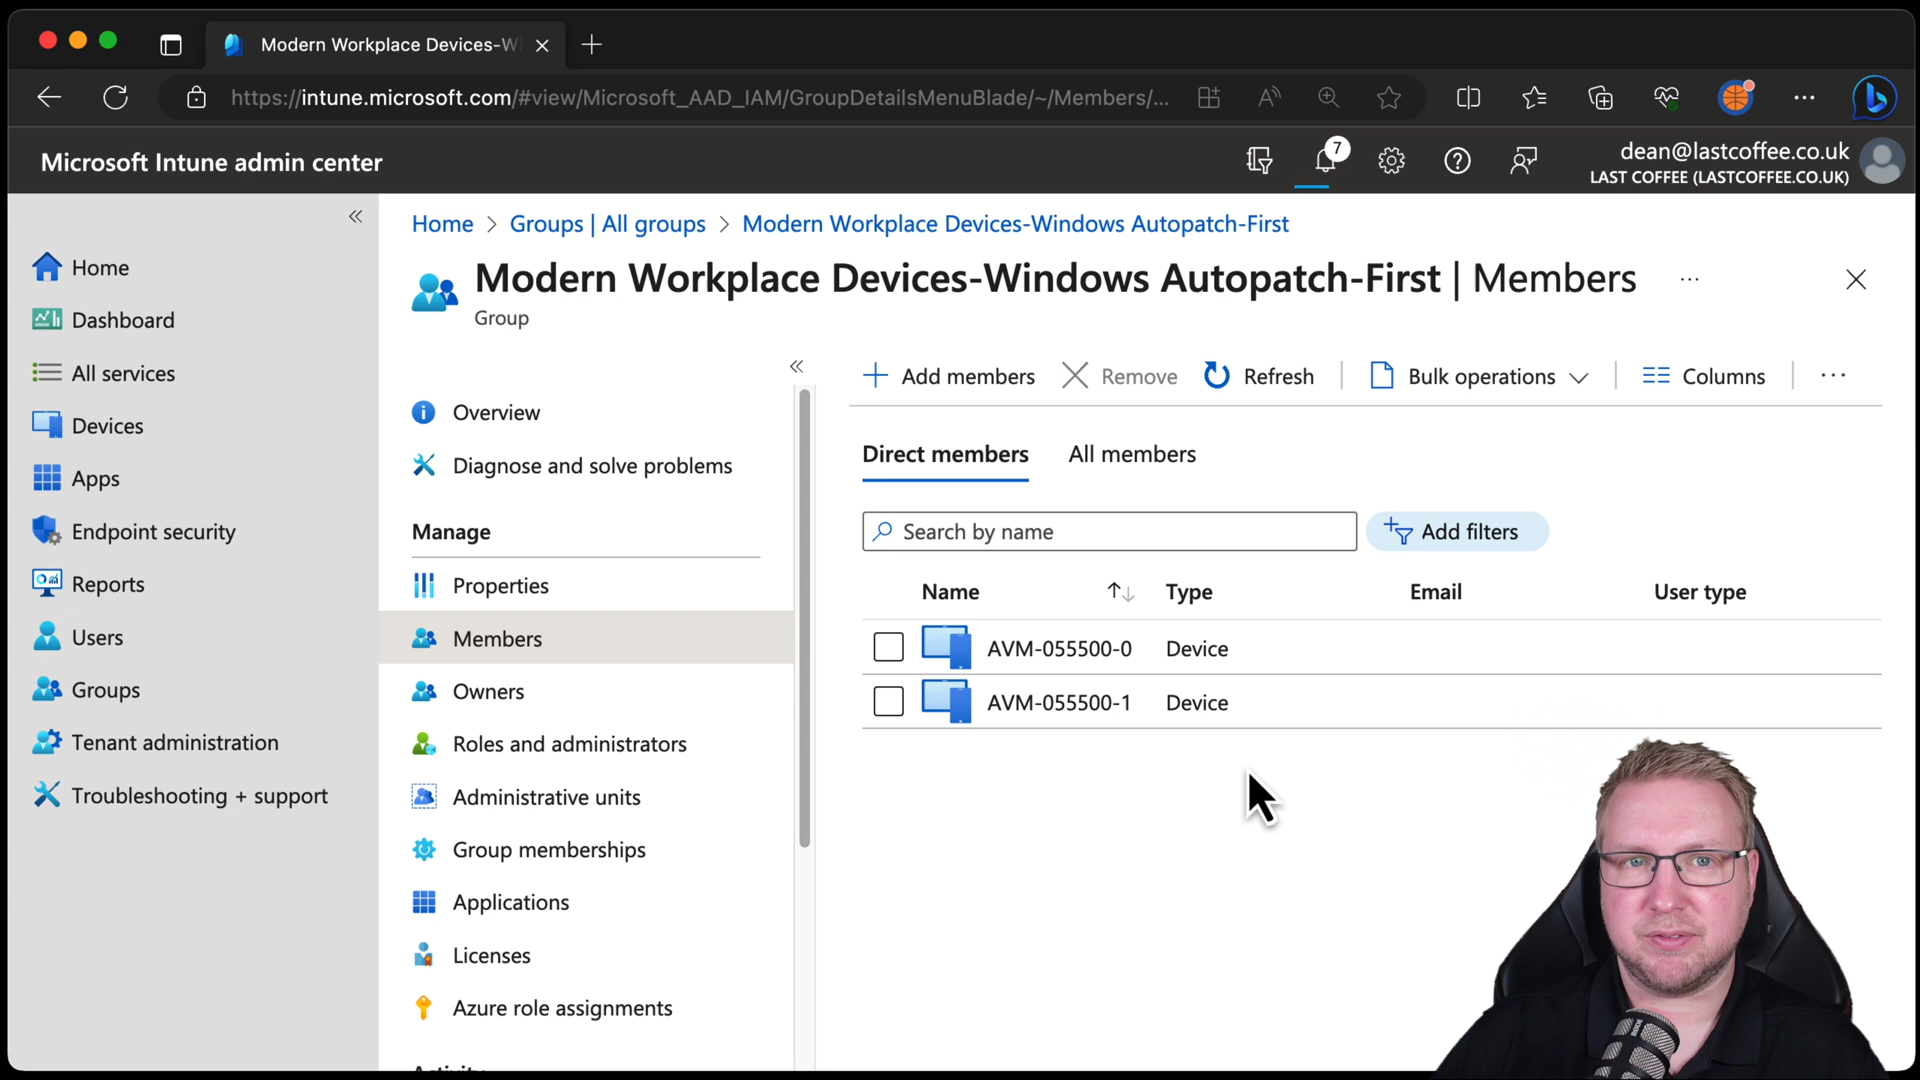 Modern Workplace Devices-W
https://intune.microsoft.com/#view/Microsoft_AAD_IAM/GroupDetailsMenuBlade/~/Members/...
Microsoft Intune admin center
7
dean@lastcoffee.co.uk
LAST COFFEE (LASTCOFFEE.CO.UK)
Home
Dashboard
All services
Devices
Apps
Endpoint security
Reports
Users
Groups
Tenant administration
Troubleshooting + support
Home > Groups | All groups > Modern Workplace Devices-Windows Autopatch-First
Modern Workplace Devices-Windows Autopatch-First | Members ...
Group
Overview
Diagnose and solve problems
Manage
Properties
Members
Owners
Roles and administrators
Administrative units
Group memberships
Applications
Licenses
Azure role assignments
Activity
Add members Remove Refresh Bulk operations Columns ...
Direct members All members
Search by name Add filters
Name Type Email User type
AVM-055500-0 Device
AVM-055500-1 Device